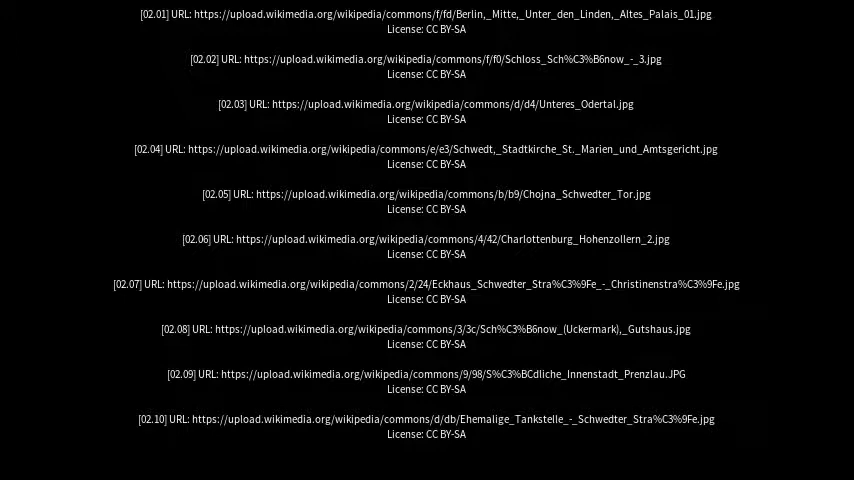 [02.01] URL: https://upload.wikimedia.org/wikipedia/commons/f/fd/Berlin,_Mitte,_Unter_den_Linden,_Altes_Palais_01.jpg
License: CC BY-SA
[02.02] URL: https://upload.wikimedia.org/wikipedia/commons/f/f0/Schloss_Sch%C3%B6now_-_3.jpg
License: CC BY-SA
[02.03] URL: https://upload.wikimedia.org/wikipedia/commons/d/d4/Unteres_Odertal.jpg
License: CC BY-SA
[02.04] URL: https://upload.wikimedia.org/wikipedia/commons/e/e3/Schwedt,_Stadtkirche_St._Marien_und_Amtsgericht.jpg
License: CC BY-SA
[02.05] URL: https://upload.wikimedia.org/wikipedia/commons/b/b9/Chojna_Schwedter_Tor.jpg
License: CC BY-SA
[02.06] URL: https://upload.wikimedia.org/wikipedia/commons/4/42/Charlottenburg_Hohenzollern_2.jpg
License: CC BY-SA
[02.07] URL: https://upload.wikimedia.org/wikipedia/commons/2/24/Eckhaus_Schwedter_Stra%C3%9Fe_-_Christinenstra%C3%9Fe.jpg
License: CC BY-SA
[02.08] URL: https://upload.wikimedia.org/wikipedia/commons/3/3c/Sch%C3%B6now_(Uckermark),_Gutshaus.jpg
License: CC BY-SA
[02.09] URL: https://upload.wikimedia.org/wikipedia/commons/9/98/S%C3%BCdliche_Innenstadt_Prenzlau.JPG
License: CC BY-SA
[02.10] URL: https://upload.wikimedia.org/wikipedia/commons/d/db/Ehemalige_Tankstelle_-_Schwedter_Stra%C3%9Fe.jpg
License: CC BY-SA